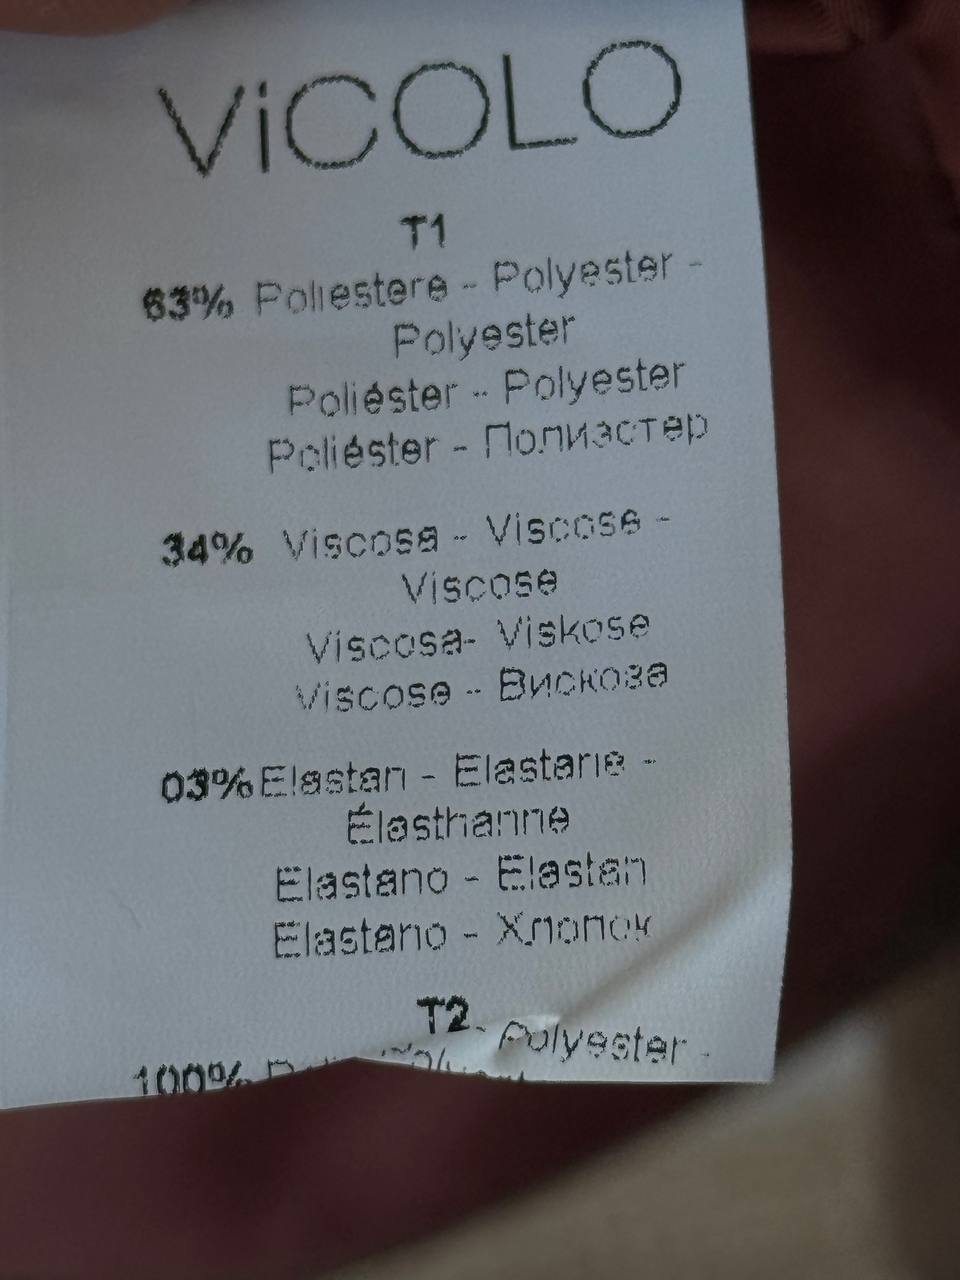 ViCOLO
T1
63% Poliestere - Polyester -
Polyester
Poliéster - Polyester
Poliéster - Полиэстер
34% Viscosa - Viscose -
Viscose
Viscosa- Viskose
Viscose - Вискоза
03% Elastan - Elastane -
Élasthanne
Elastano - Elastan
Elastano - Хлопок
T2
100% Polyester -